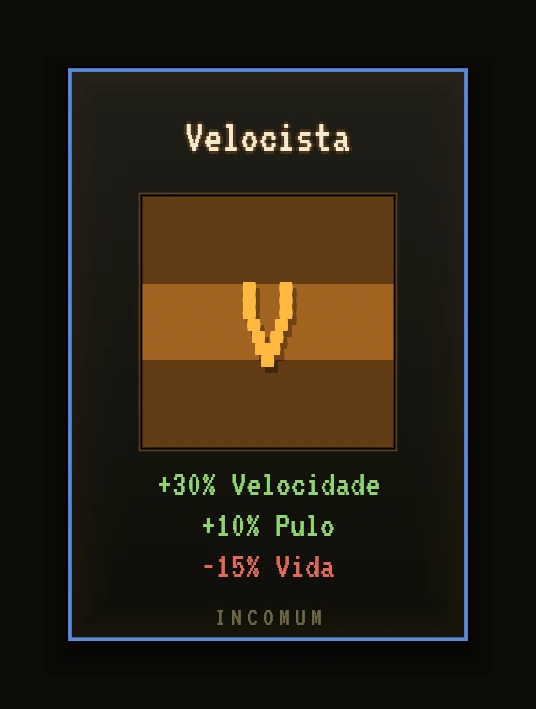 Velocista
V
+30% Velocidade
+10% Pulo
-15% Vida
INCOMUM